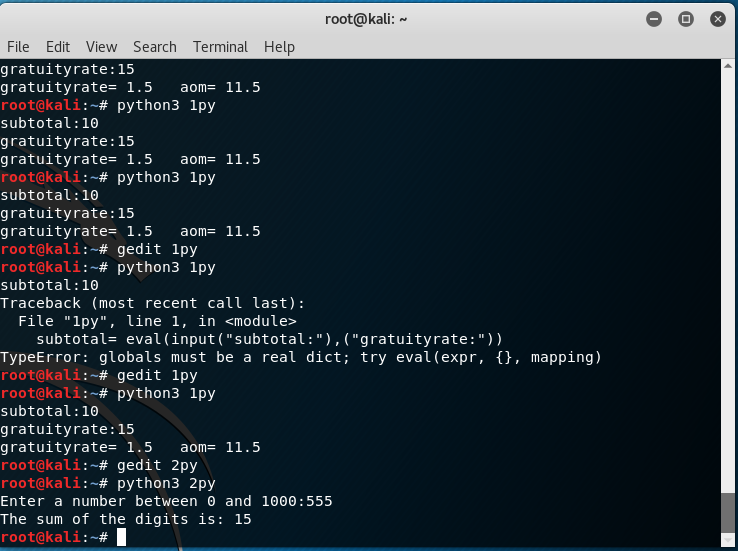 root@kali: ~
File Edit View Search Terminal Help
gratuityrate:15
gratuityrate= 1.5   aom= 11.5
root@kali:~# python3 1py
subtotal:10
gratuityrate:15
gratuityrate= 1.5   aom= 11.5
root@kali:~# python3 1py
subtotal:10
gratuityrate:15
gratuityrate= 1.5   aom= 11.5
root@kali:~# gedit 1py
root@kali:~# python3 1py
subtotal:10
Traceback (most recent call last):
  File "1py", line 1, in <module>
    subtotal= eval(input("subtotal:"),("gratuityrate:"))
TypeError: globals must be a real dict; try eval(expr, {}, mapping)
root@kali:~# gedit 1py
root@kali:~# python3 1py
subtotal:10
gratuityrate:15
gratuityrate= 1.5   aom= 11.5
root@kali:~# gedit 2py
root@kali:~# python3 2py
Enter a number between 0 and 1000:555
The sum of the digits is: 15
root@kali:~#